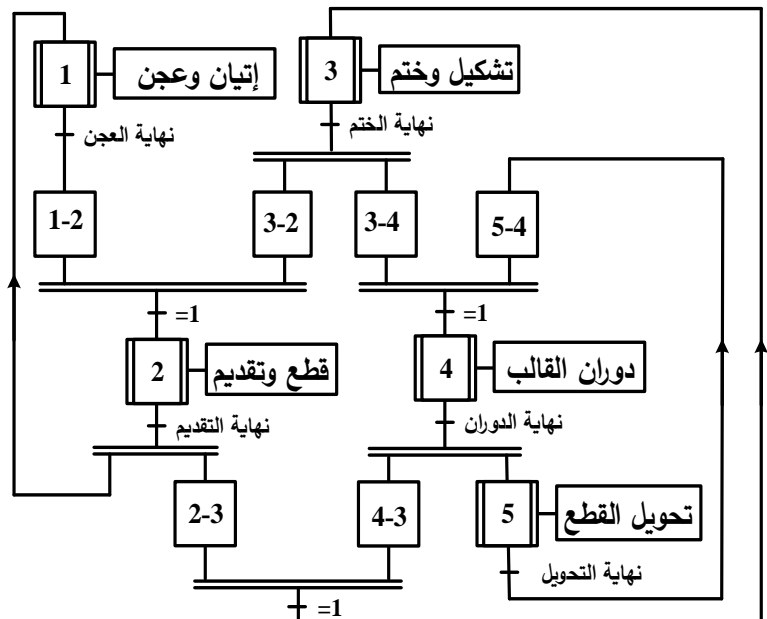 1
إتيان وعجن
3
تشكيل وختم
نهاية العجن
نهاية الختم
1-2
3-2
3-4
5-4
=1
=1
2
قطع وتقديم
4
دوران القالب
نهاية التقديم
نهاية الدوران
2-3
4-3
5
تحويل القطع
نهاية التحويل
=1